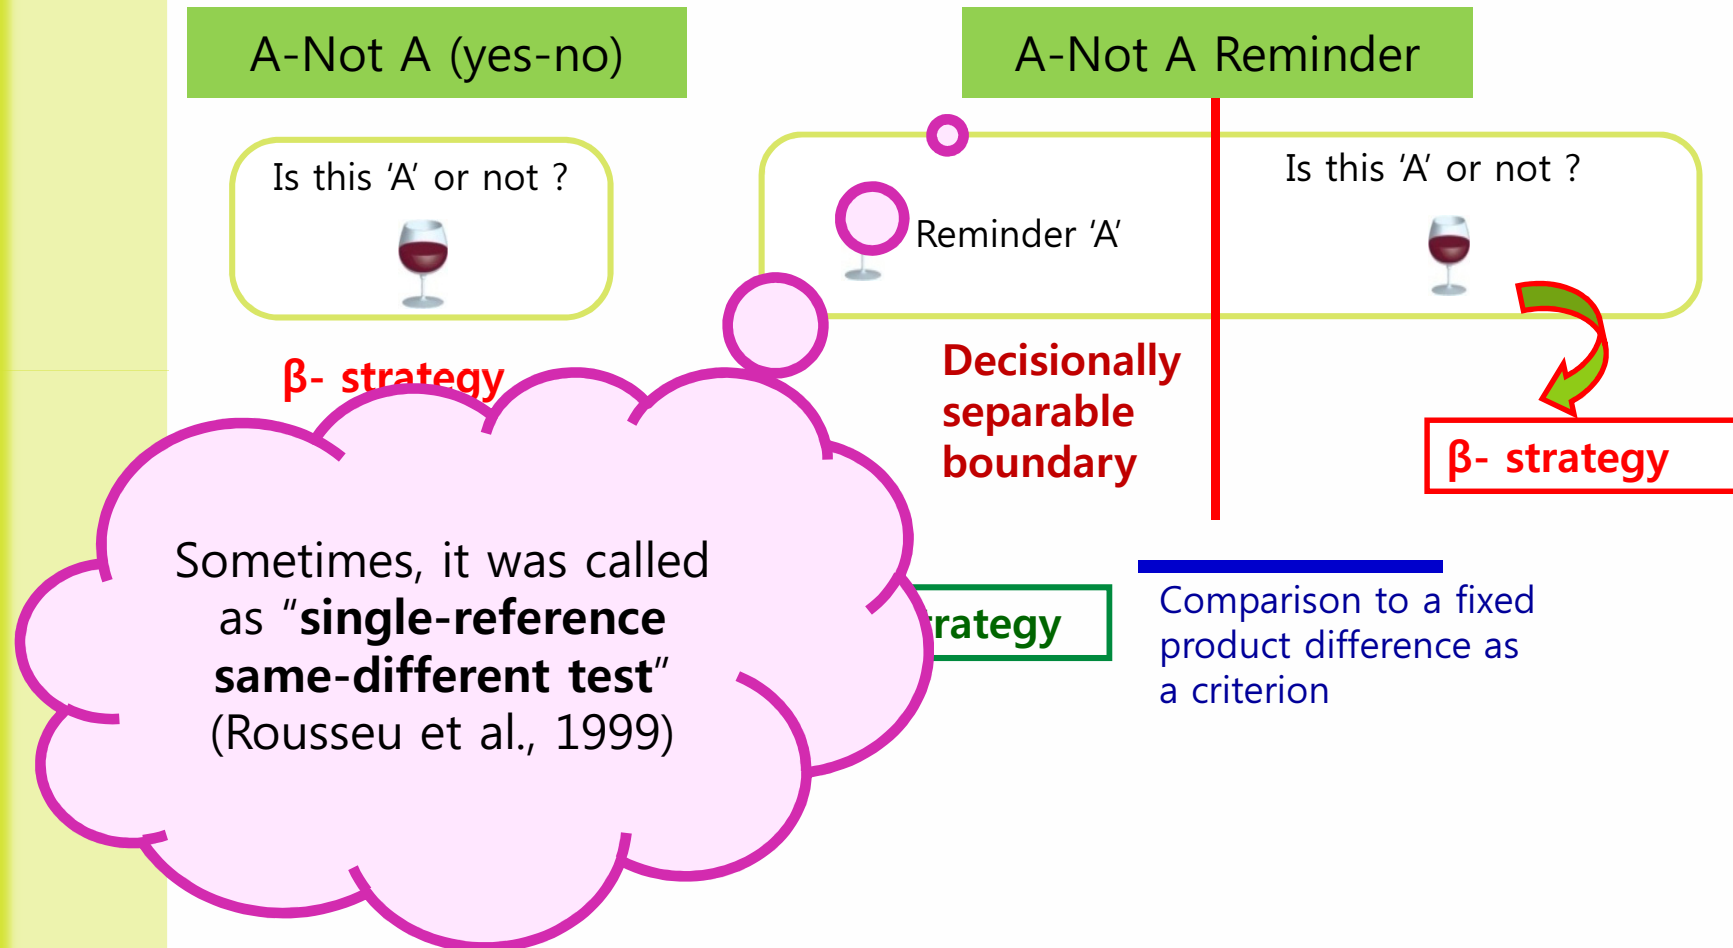 A-Not A (yes-no)
A-Not A Reminder
Is this ‘A’ or not ?
Reminder ‘A’
Is this ‘A’ or not ?
β- strategy
Decisionally
separable
boundary
β- strategy
Sometimes, it was called
as “single-reference
same-different test”
(Rousseu et al., 1999)
Comparison to a fixed
product difference as
a criterion